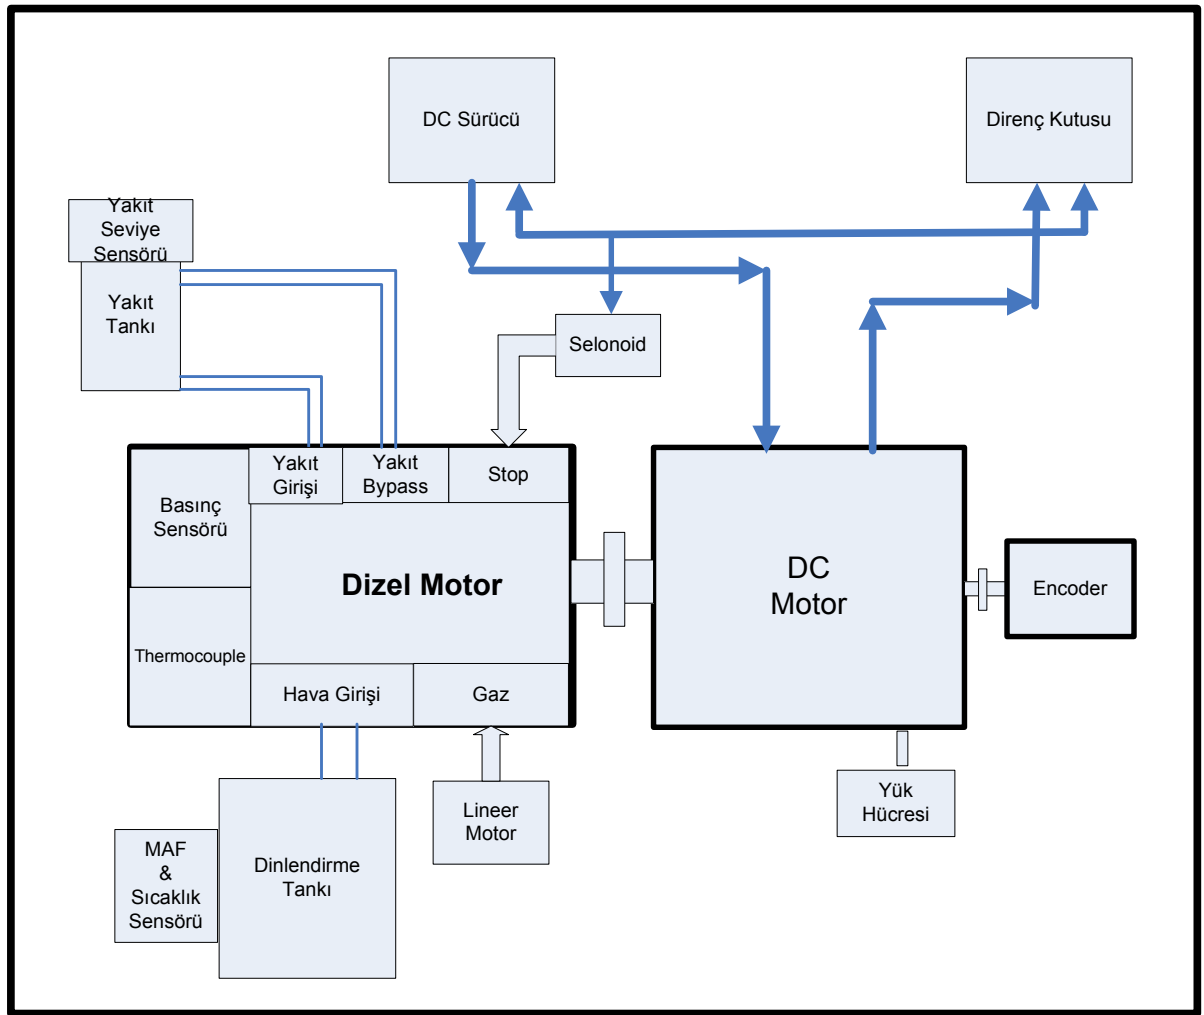 DC Sürücü
Direnç Kutusu
Yakıt
Seviye
Sensörü
Yakıt
Tankı
Selonoid
Basınç
Sensörü
Yakıt
Girişi
Yakıt
Bypass
Stop
Dizel Motor
DC
Motor
Encoder
Thermocouple
Hava Girişi
Gaz
Yük
Hücresi
Lineer
Motor
MAF
&
Sıcaklık
Sensörü
Dinlendirme
Tankı